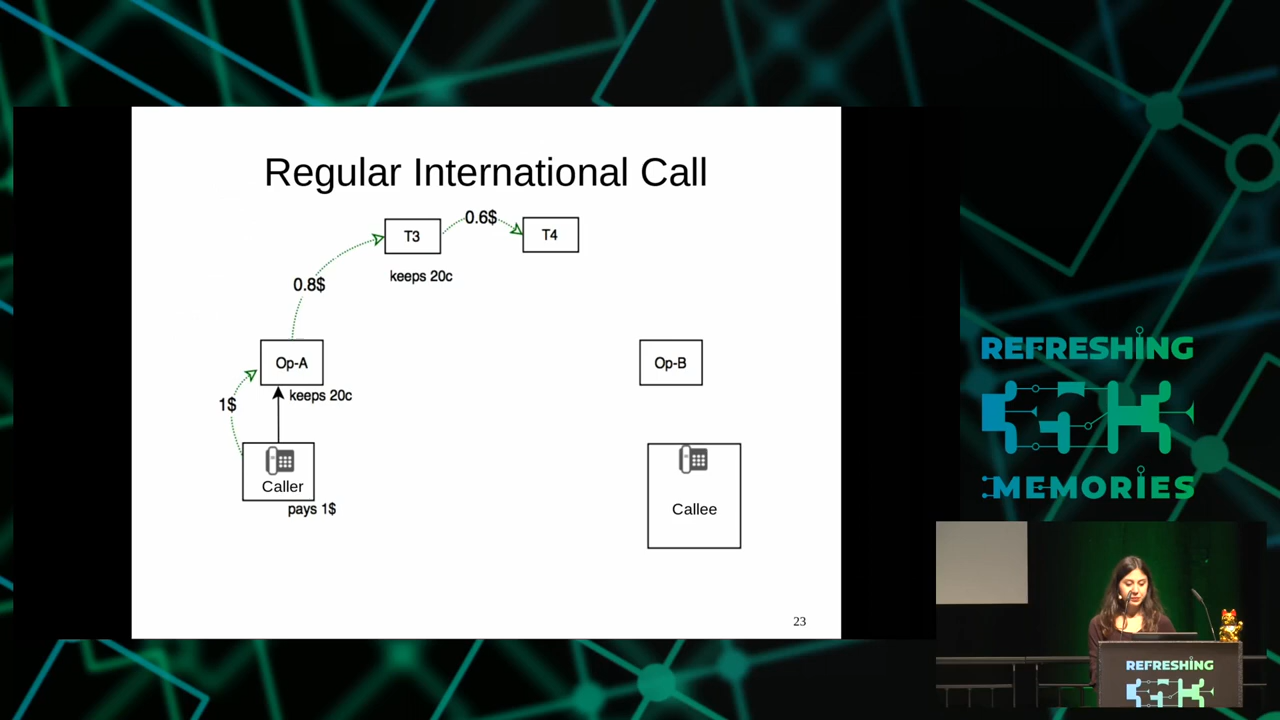 Regular International Call
0.6$
T3
T4
keeps 20c
0.8$
Op-A
Op-B
keeps 20c
1$
Caller
Callee
pays 1$
23
REFRESHING
MEMORIES
REFRESHING